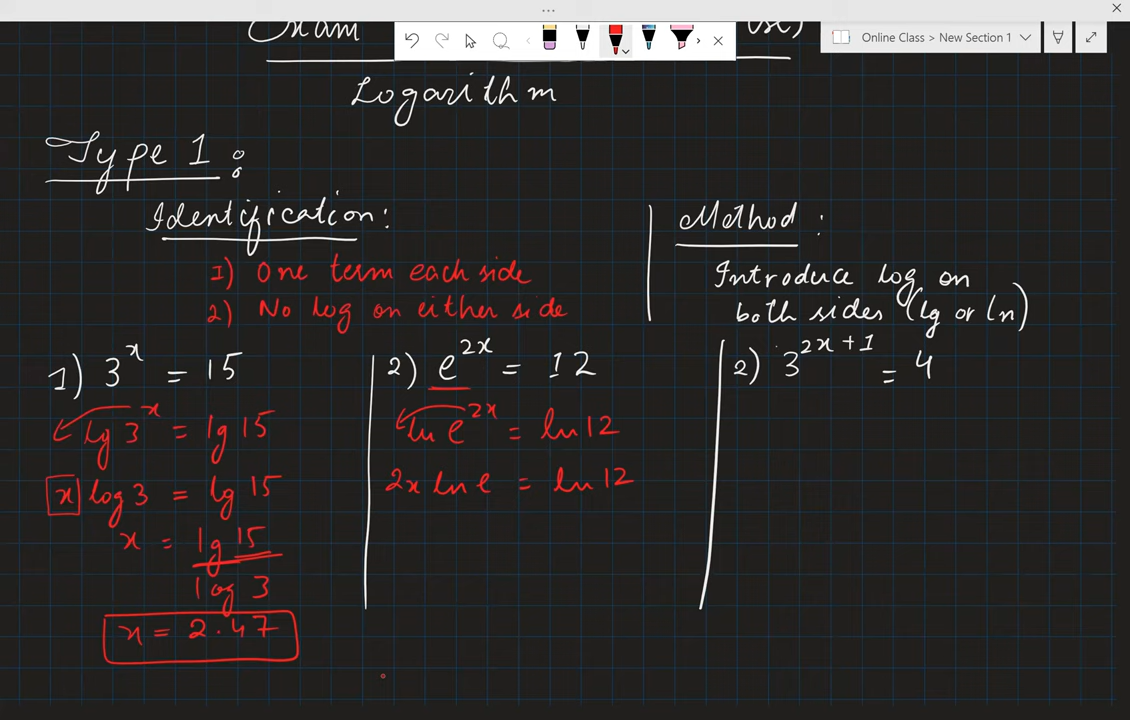 Online Class > New Section 1
Exam
Logarithm
Type 1 :
Identification:
1) One term each side
2) No log on either side
Method :
Introduce log on
both sides (lg or ln)
1) 3^x = 15
lg 3^x = lg 15
x log 3 = lg 15
x = lg 15 / log 3
x = 2.47
2) e^2x = 12
ln e^2x = ln 12
2x ln e = ln 12
2) 3^2x+1 = 4